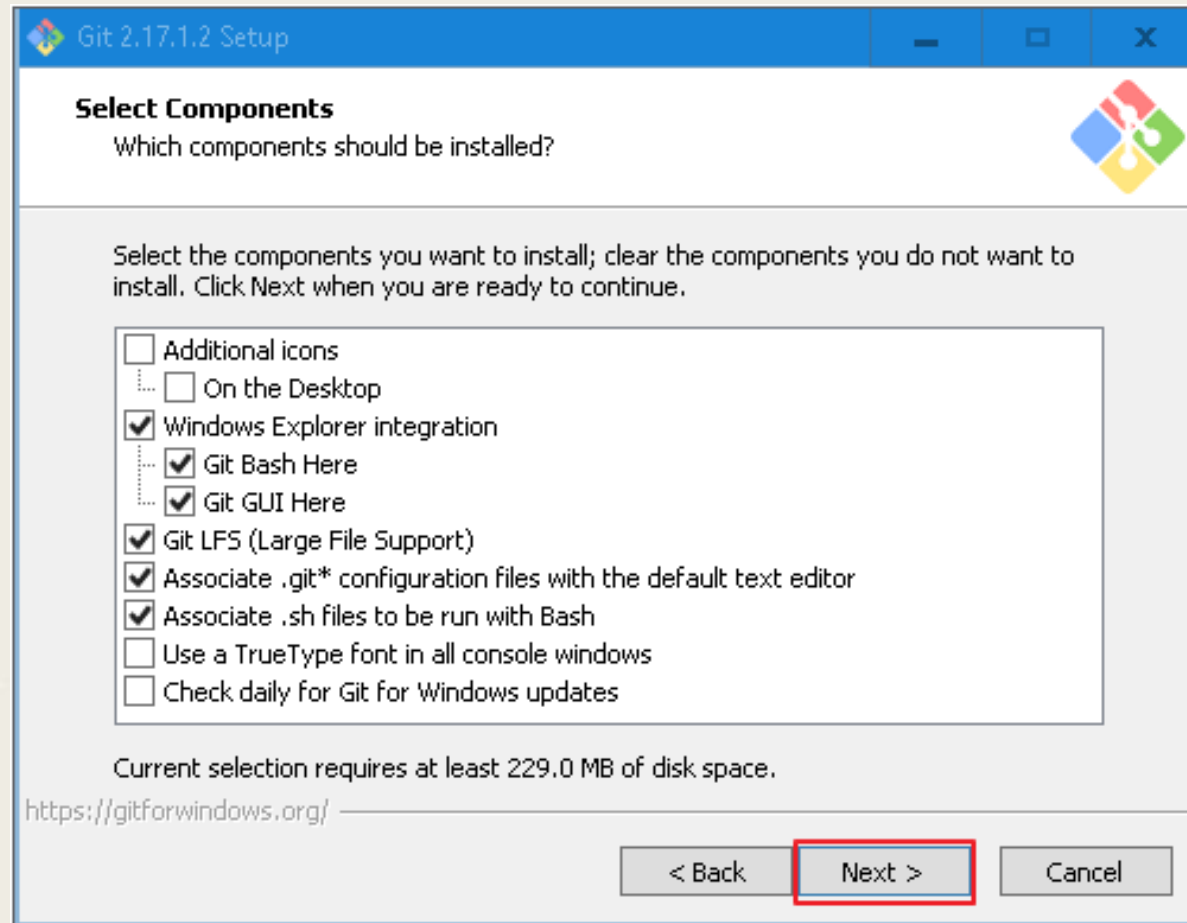 Git 2.17.1.2 Setup
Select Components
Which components should be installed?
Select the components you want to install; clear the components you do not want to
install. Click Next when you are ready to continue.
Additional icons
On the Desktop
Windows Explorer integration
Git Bash Here
Git GUI Here
Git LFS (Large File Support)
Associate .git* configuration files with the default text editor
Associate .sh files to be run with Bash
Use a TrueType font in all console windows
Check daily for Git for Windows updates
Current selection requires at least 229.0 MB of disk space.
https://gitforwindows.org/
< Back Next > Cancel